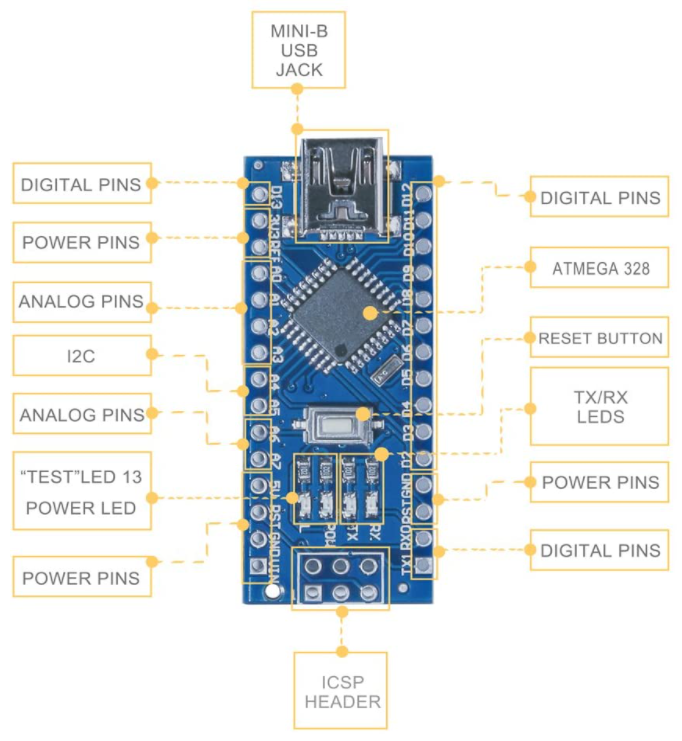 MINI-B
USB
JACK
DIGITAL PINS
POWER PINS
ANALOG PINS
I2C
ANALOG PINS
“TEST”LED 13
POWER LED
POWER PINS
D13
3V3
REF
A0
A1
A2
A3
A4
A5
A6
A7
5V
RST
GND
VIN
L
POW
TX
RX
D12
D11
D10
D9
D8
D7
D6
D5
D4
D3
D2
GND
RST
RX0
TX1
DIGITAL PINS
ATMEGA 328
RESET BUTTON
TX/RX
LEDS
POWER PINS
DIGITAL PINS
ICSP
HEADER